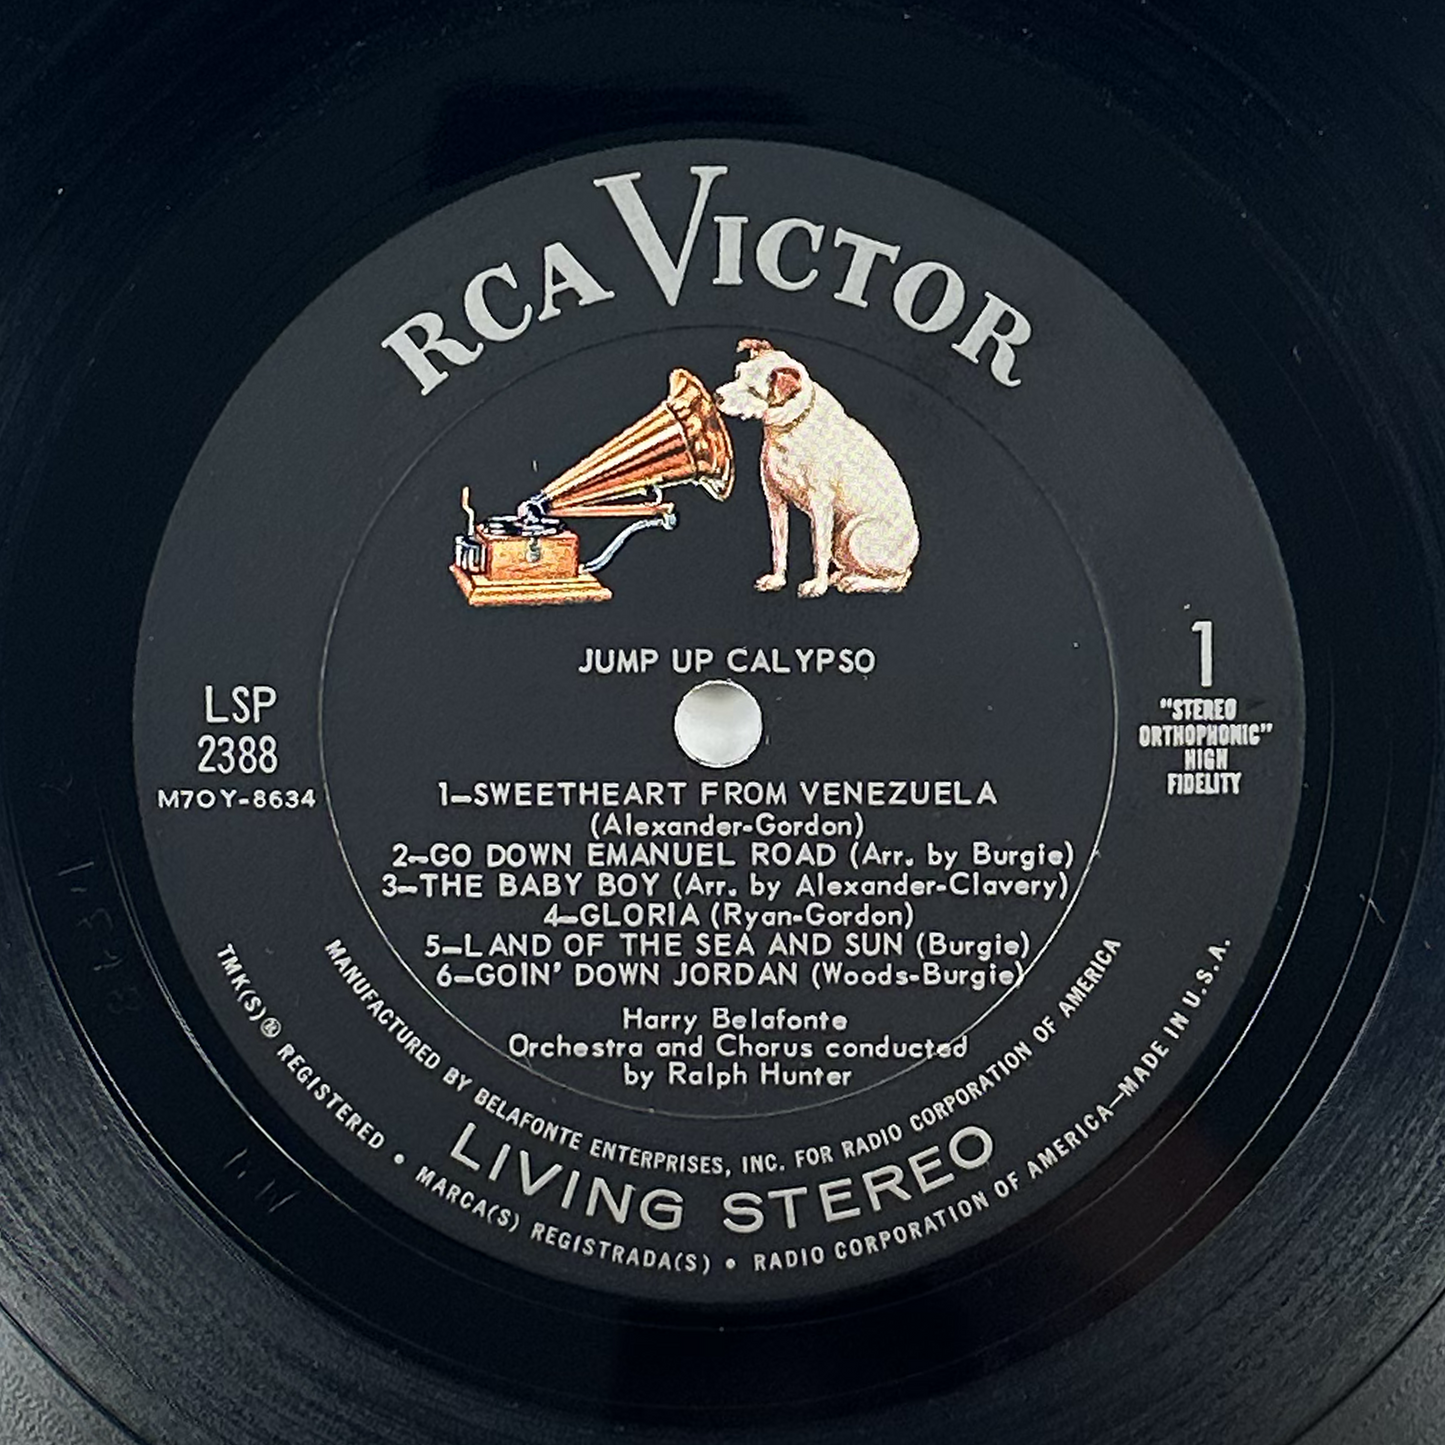 RCA VICTOR
JUMP UP CALYPSO
LSP
2388
M7OY-8634
1
"STEREO
ORTHOPHONIC"
HIGH
FIDELITY
1—SWEETHEART FROM VENEZUELA
(Alexander-Gordon)
2—GO DOWN EMANUEL ROAD (Arr. by Burgie)
3—THE BABY BOY (Arr. by Alexander-Clavery)
4—GLORIA (Ryan-Gordon)
5—LAND OF THE SEA AND SUN (Burgie)
6—GOIN' DOWN JORDAN (Woods-Burgie)
Harry Belafonte
Orchestra and Chorus conducted
by Ralph Hunter
MANUFACTURED BY BELAFONTE ENTERPRISES, INC. FOR RADIO CORPORATION OF AMERICA
LIVING STEREO
TMK(S)® REGISTERED • MARCA(S) REGISTRADA(S) • RADIO CORPORATION OF AMERICA—MADE IN U.S.A.